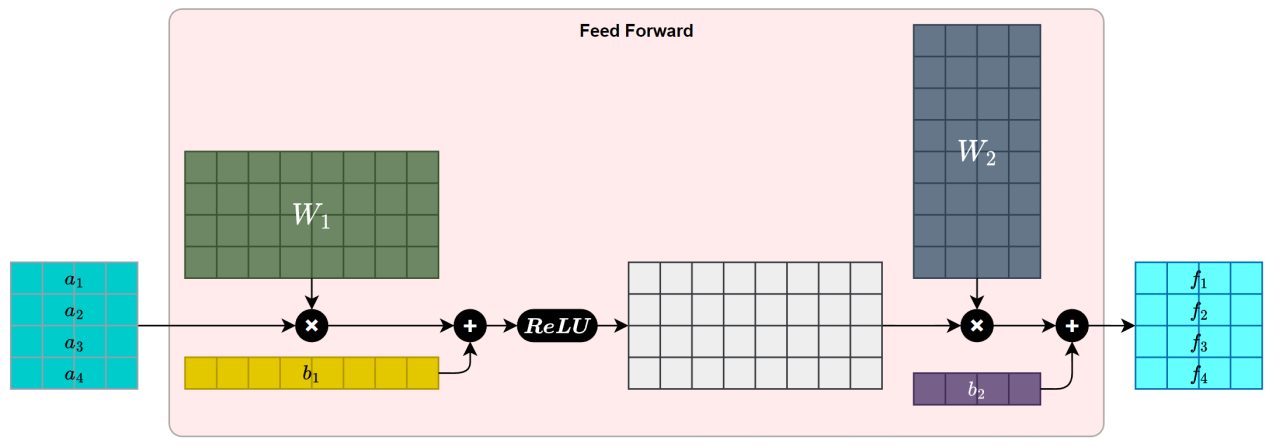 Feed Forward
W₂
W₁
a₁
a₂
a₃
a₄
ReLU
b₁
b₂
f₁
f₂
f₃
f₄